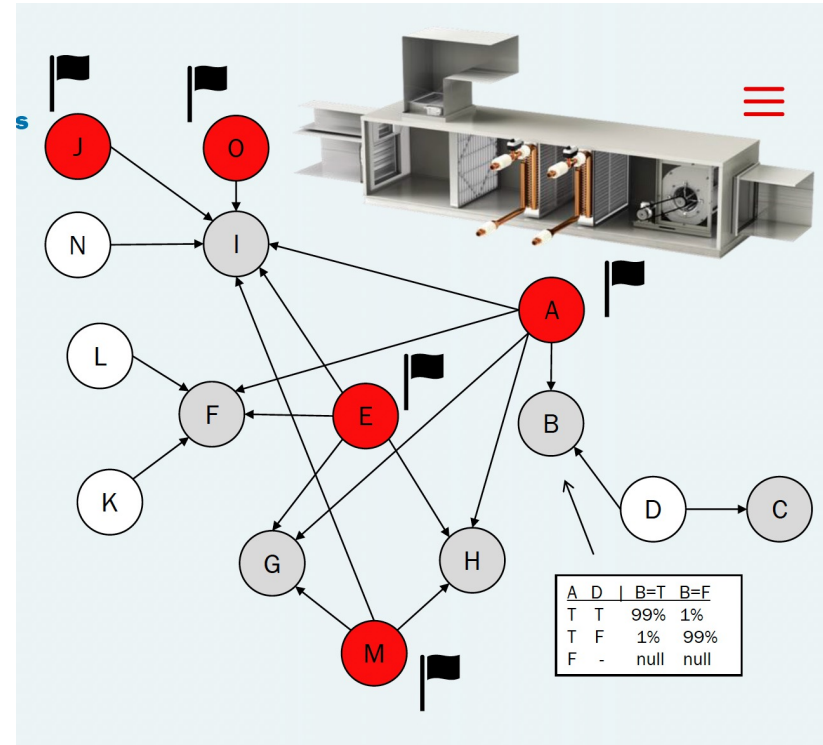 s
J
O
N
I
A
L
F
E
B
K
D
C
G
H
M
A D | B=T B=F
T T 99% 1%
T F 1% 99%
F - null null